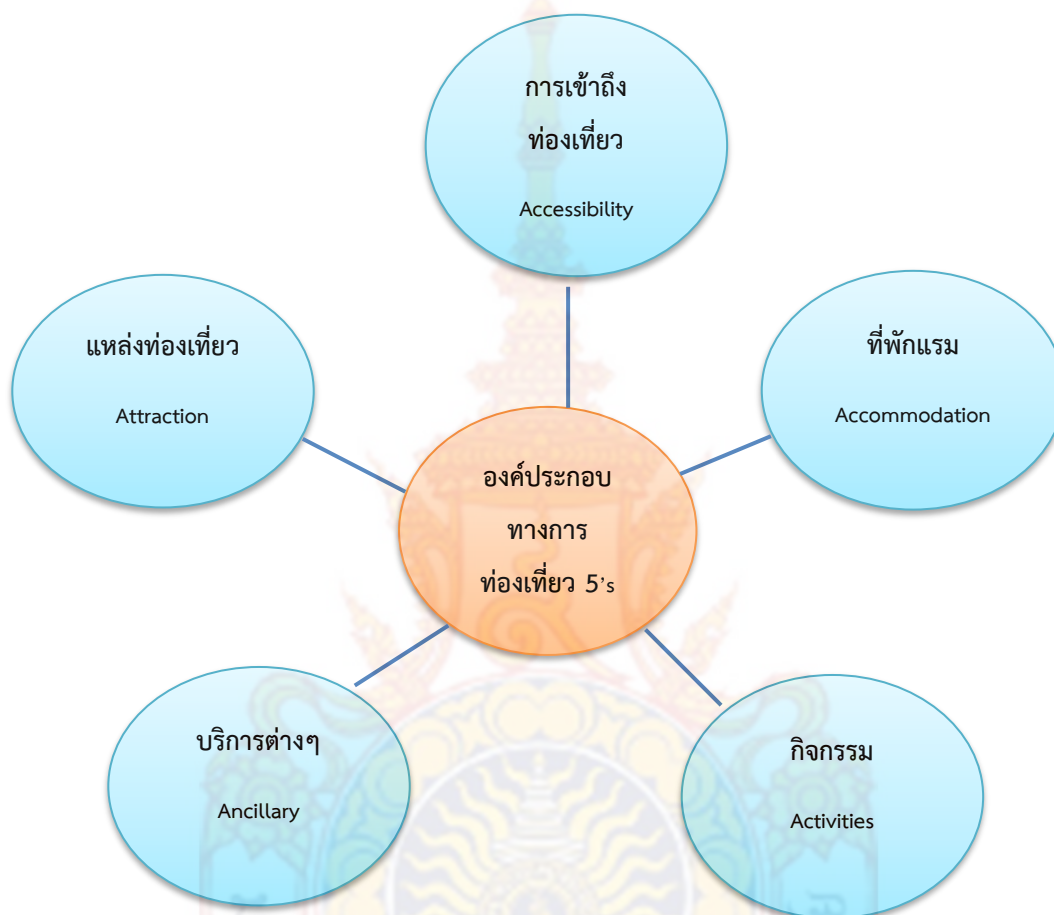 การเข้าถึง
ท่องเที่ยว
Accessibility
แหล่งท่องเที่ยว
Attraction
ที่พักแรม
Accommodation
องค์ประกอบ
ทางการ
ท่องเที่ยว 5's
บริการต่างๆ
Ancillary
กิจกรรม
Activities